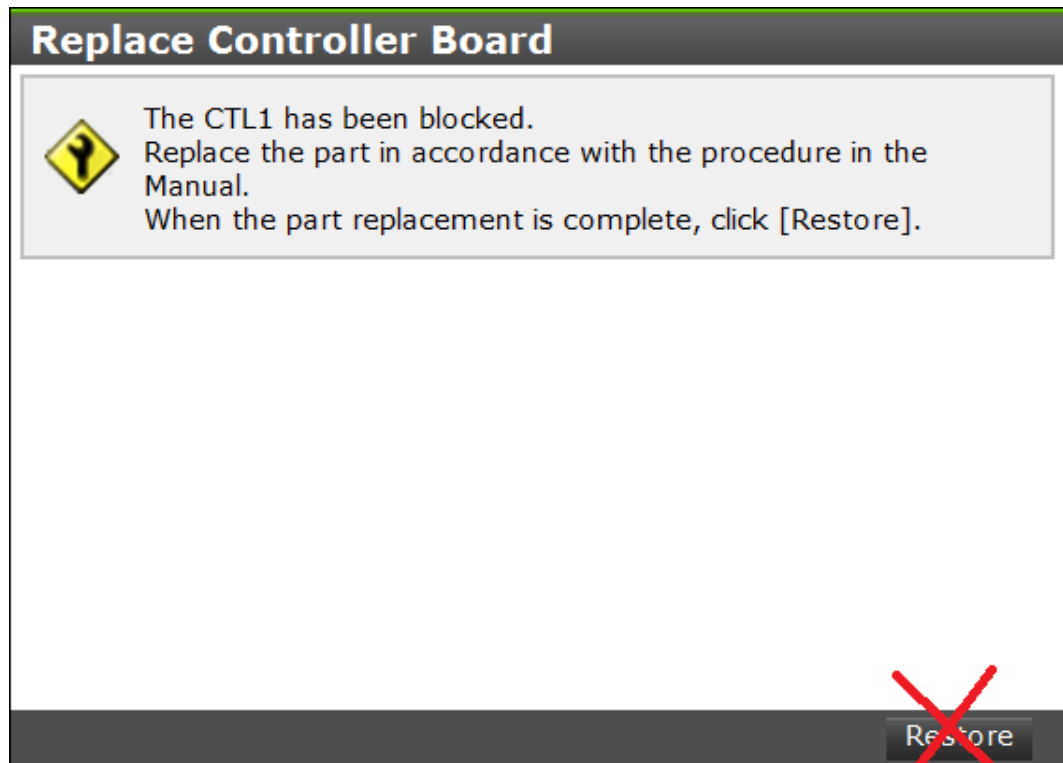 Replace Controller Board
The CTL1 has been blocked.
Replace the part in accordance with the procedure in the
Manual.
When the part replacement is complete, click [Restore].
Restore